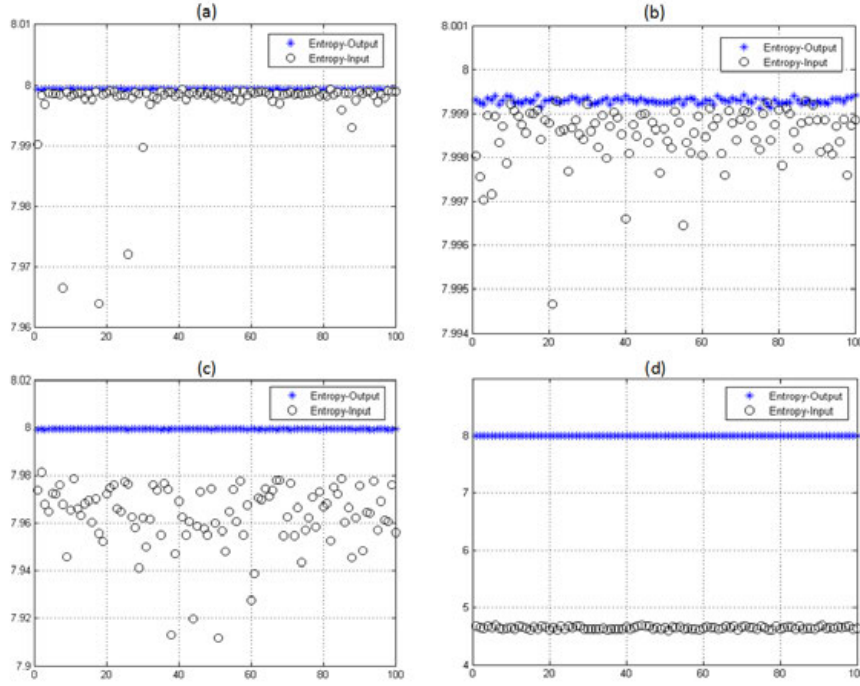 (a)
8.01
8
7.99
7.98
7.97
7.96
0 20 40 60 80 100
Entropy-Output
Entropy-Input
(b)
8.001
8
7.999
7.998
7.997
7.996
7.995
7.994
0 20 40 60 80 100
Entropy-Output
Entropy-Input
(c)
8.02
8
7.98
7.96
7.94
7.92
7.9
0 20 40 60 80 100
Entropy-Output
Entropy-Input
(d)
8
7
6
5
4
0 20 40 60 80 100
Entropy-Output
Entropy-Input